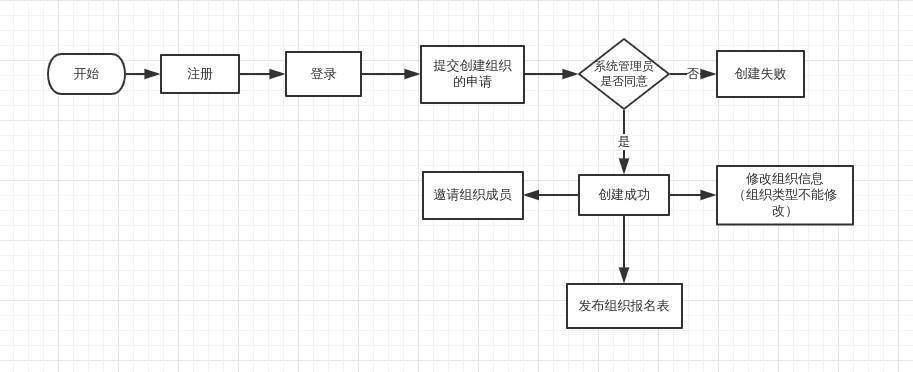 开始
注册
登录
提交创建组织
的申请
系统管理员
是否同意
否
创建失败
是
邀请组织成员
创建成功
修改组织信息
（组织类型不能修
改）
发布组织报名表